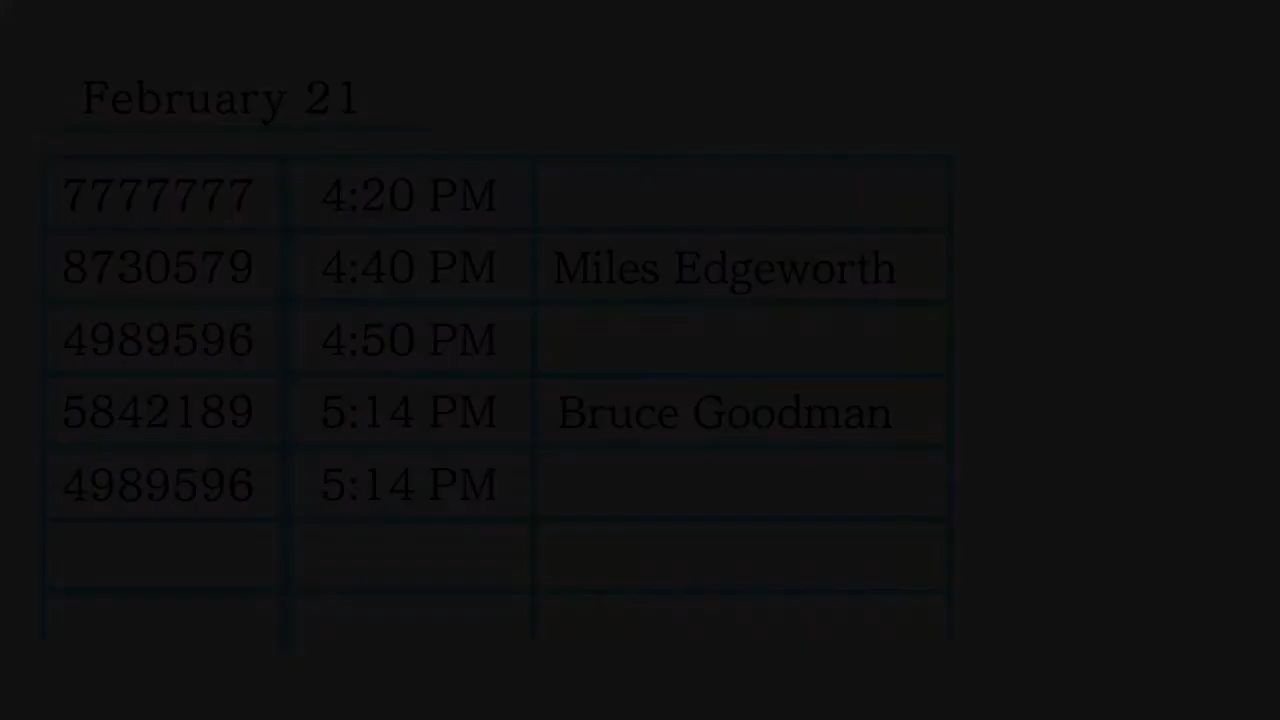 February 21
7777777 4:20 PM
8730579 4:40 PM Miles Edgeworth
4989596 4:50 PM
5842189 5:14 PM Bruce Goodman
4989596 5:14 PM